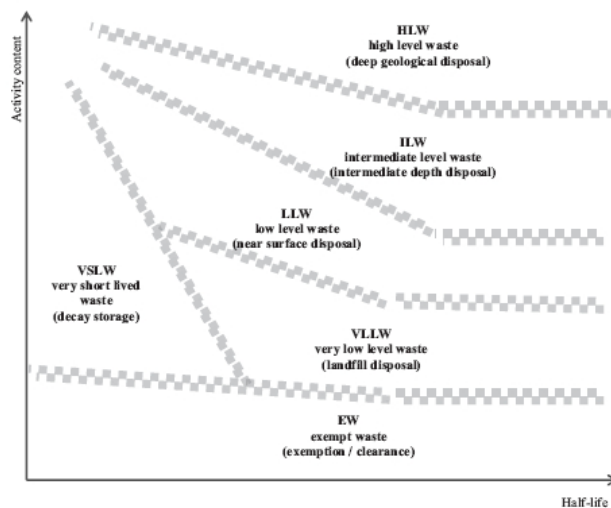 Activity content
HLW
high level waste
(deep geological disposal)
ILW
intermediate level waste
(intermediate depth disposal)
LLW
low level waste
(near surface disposal)
VSLW
very short lived
waste
(decay storage)
VLLW
very low level waste
(landfill disposal)
EW
exempt waste
(exemption / clearance)
Half-life